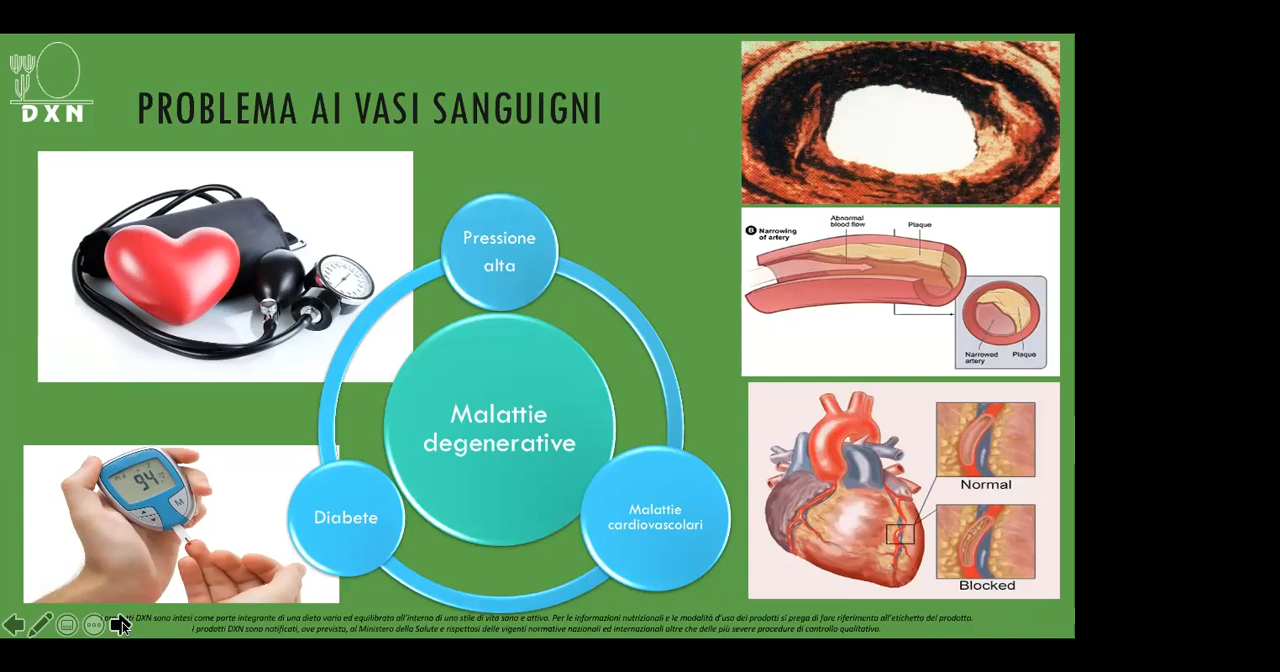 DXN
PROBLEMA AI VASI SANGUIGNI
Pressione
alta
Malattie
degenerative
Diabete
Malattie
cardiovascolari
94
M
B Narrowing
of artery
Abnormal
blood flow
Plaque
Narrowed
artery
Plaque
Normal
Blocked
prodotti DXN sono intesi come parte integrante di una dieta varia ed equilibrata all'interno di uno stile di vita sano e attivo. Per le informazioni nutrizionali e le modalità d'uso dei prodotti si prega di fare riferimento all'etichetta del prodotto.
i prodotti DXN sono notificati, ove previsto, al Ministero della Salute e rispettosi delle vigenti normative nazionali ed internazionali oltre che delle più severe procedure di controllo qualitativo.